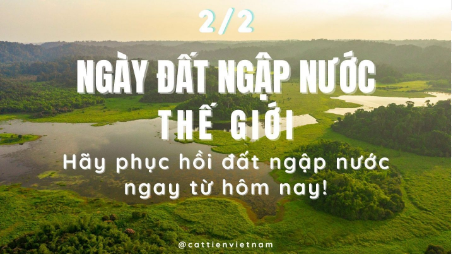 2/2
NGÀY ĐẤT NGẬP NƯỚC
THẾ GIỚI
Hãy phục hồi đất ngập nước
ngay từ hôm nay!
@cattienvietnam